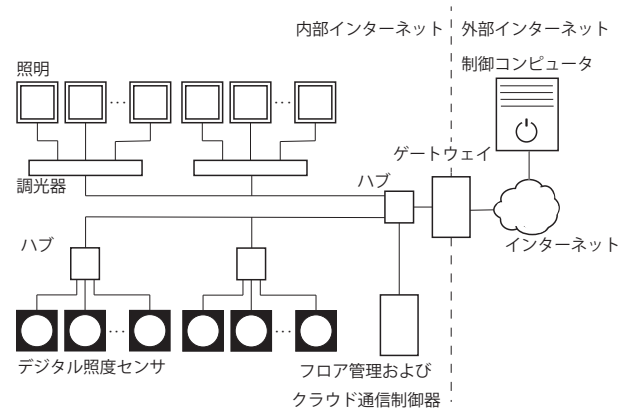 内部インターネット
外部インターネット
照明
制御コンピュータ
ゲートウェイ
調光器
ハブ
ハブ
インターネット
デジタル照度センサ
フロア管理および
クラウド通信制御器